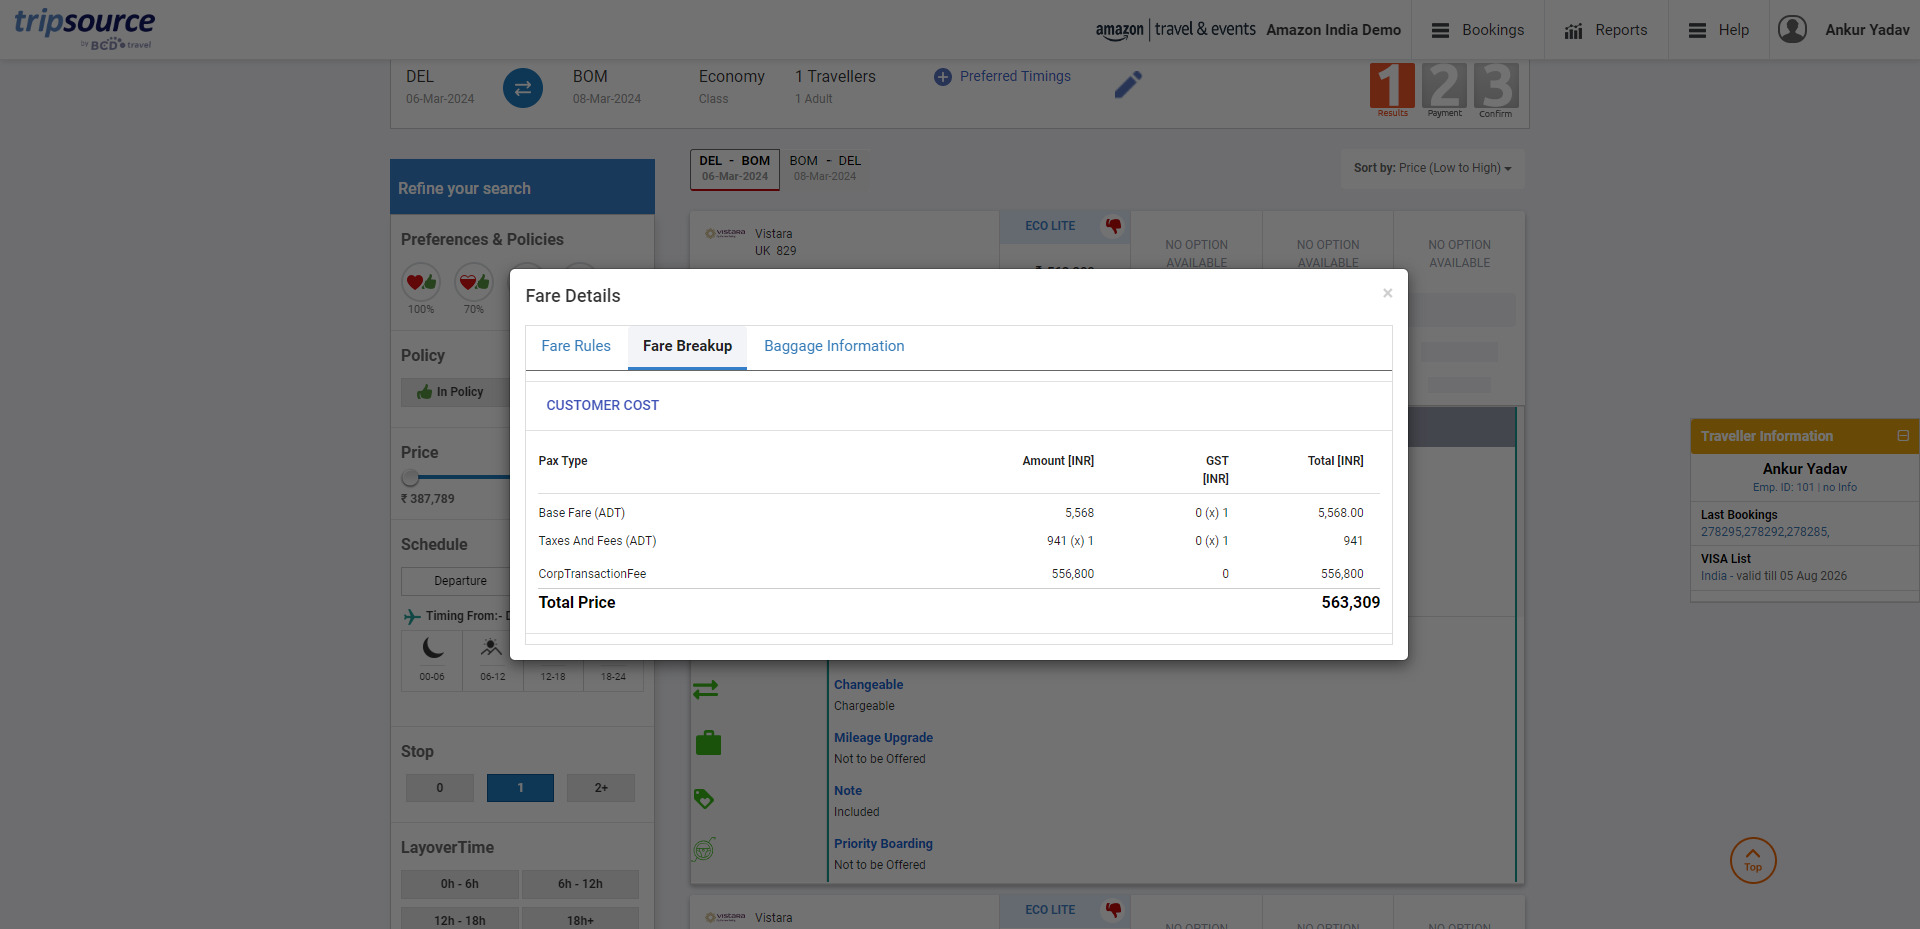 tripsource
by BCD travel
amazon | travel & events Amazon India Demo
Bookings
Reports
Help
Ankur Yadav
DEL
06-Mar-2024
BOM
08-Mar-2024
Economy
Class
1 Travellers
1 Adult
Preferred Timings
1 Results
2 Payment
3 Confirm
DEL - BOM
06-Mar-2024
BOM - DEL
08-Mar-2024
Sort by: Price (Low to High)
Refine your search
Preferences & Policies
100%
70%
Policy
In Policy
Price
₹ 387,789
Schedule
Departure
Timing From:-
00-06
06-12
12-18
18-24
Stop
0
1
2+
LayoverTime
0h - 6h
6h - 12h
12h - 18h
18h+
vistara
Vistara
UK 829
ECO LITE
NO OPTION
AVAILABLE
NO OPTION
AVAILABLE
NO OPTION
AVAILABLE
Fare Details
×
Fare Rules
Fare Breakup
Baggage Information
CUSTOMER COST
Pax Type Amount [INR] GST [INR] Total [INR]
Base Fare (ADT) 5,568 0 (x) 1 5,568.00
Taxes And Fees (ADT) 941 (x) 1 0 (x) 1 941
CorpTransactionFee 556,800 0 556,800
Total Price 563,309
Changeable
Chargeable
Mileage Upgrade
Not to be Offered
Note
Included
Priority Boarding
Not to be Offered
vistara
Vistara
ECO LITE
NO OPTION
NO OPTION
NO OPTION
Traveller Information
Ankur Yadav
Emp. ID: 101 | no Info
Last Bookings
278295,278292,278285,
VISA List
India - valid till 05 Aug 2026
Top